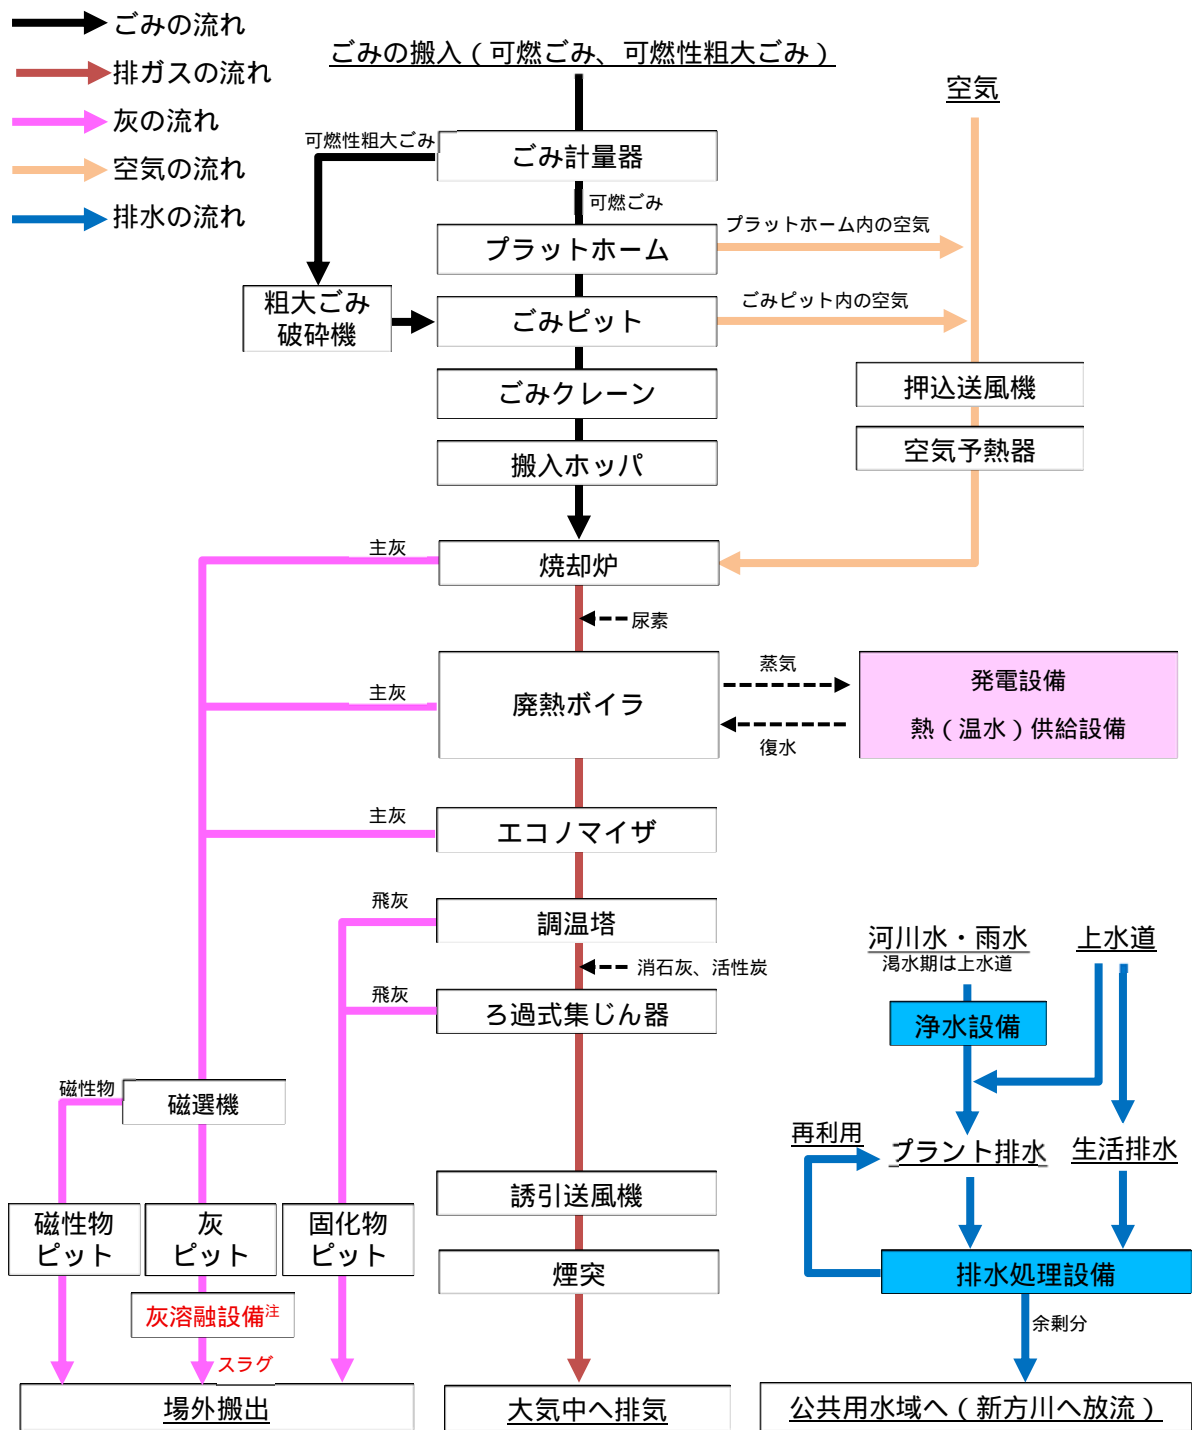 ごみの流れ
排ガスの流れ
灰の流れ
空気の流れ
排水の流れ
ごみの搬入（可燃ごみ、可燃性粗大ごみ）
空気
可燃性粗大ごみ
ごみ計量器
可燃ごみ
プラットホーム
プラットホーム内の空気
粗大ごみ
破砕機
ごみピット
ごみピット内の空気
ごみクレーン
押込送風機
搬入ホッパ
空気予熱器
主灰
焼却炉
尿素
主灰
廃熱ボイラ
蒸気
復水
発電設備
熱（温水）供給設備
主灰
エコノマイザ
飛灰
調温塔
消石灰、活性炭
飛灰
ろ過式集じん器
河川水・雨水
渇水期は上水道
上水道
浄水設備
磁性物
磁選機
再利用
プラント排水
生活排水
誘引送風機
磁性物
ピット
灰
ピット
固化物
ピット
煙突
排水処理設備
灰溶融設備注
余剰分
スラグ
場外搬出
大気中へ排気
公共用水域へ（新方川へ放流）